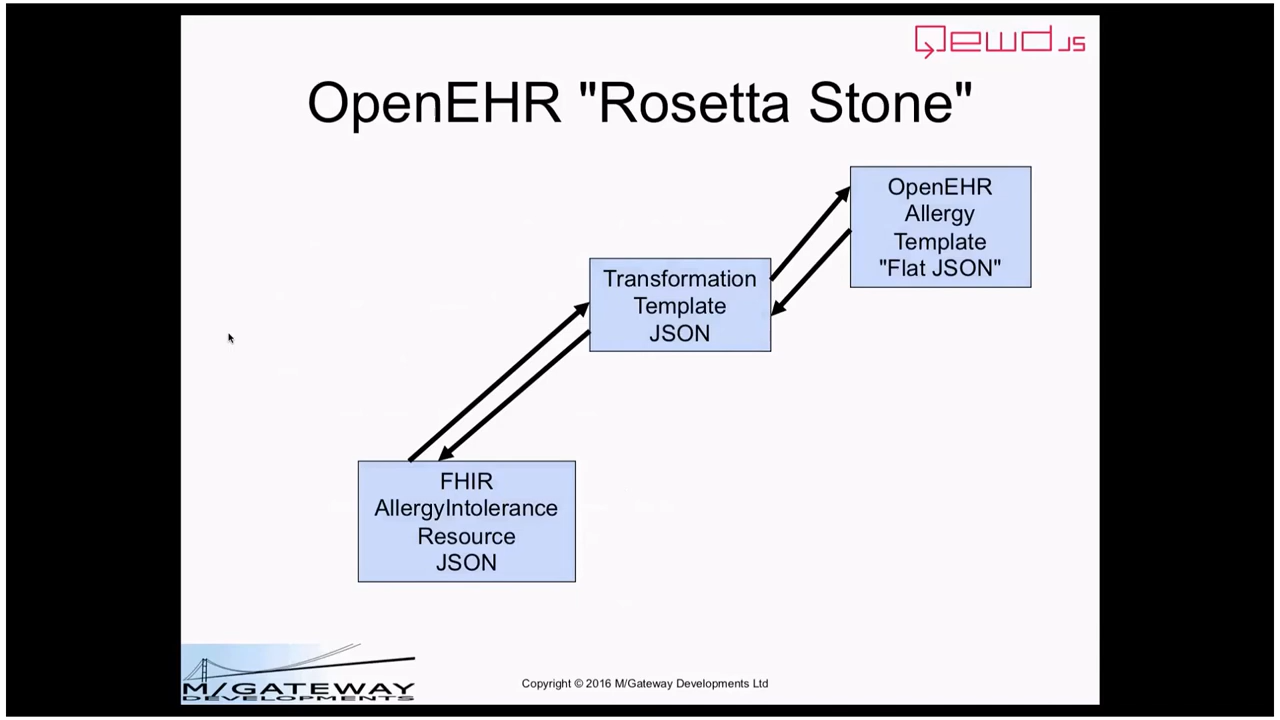 Qewd JS
OpenEHR "Rosetta Stone"
OpenEHR
Allergy
Template
"Flat JSON"
Transformation
Template
JSON
FHIR
AllergyIntolerance
Resource
JSON
M/GATEWAY
DEVELOPMENTS
Copyright © 2016 M/Gateway Developments Ltd